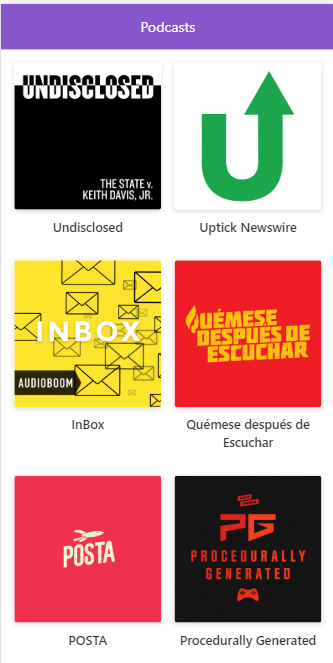 Podcasts
UNDISCLOSED
THE STATE v.
KEITH DAVIS, JR.
Undisclosed
Uptick Newswire
INBOX
AUDIOBOOM
InBox
QUÉMESE
DESPUÉS DE
ESCUCHAR
Quémese después de
Escuchar
POSTA
POSTA
PG
PROCEDURALLY
GENERATED
Procedurally Generated